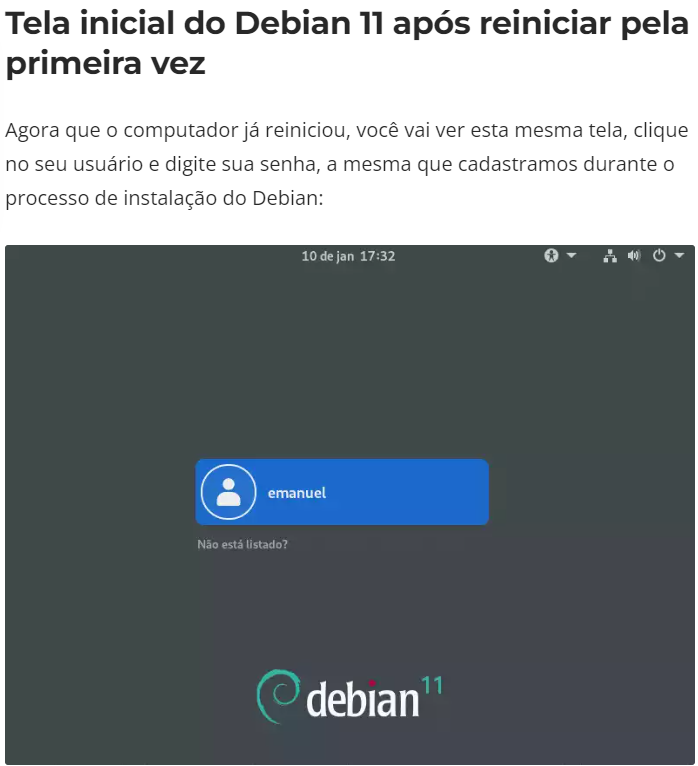 Tela inicial do Debian 11 após reiniciar pela
primeira vez
Agora que o computador já reiniciou, você vai ver esta mesma tela, clique
no seu usuário e digite sua senha, a mesma que cadastramos durante o
processo de instalação do Debian:
10 de jan 17:32
emanuel
Não está listado?
debian 11